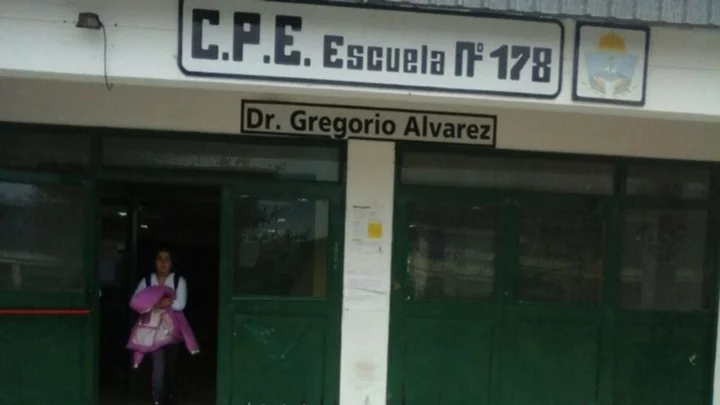 C.P.E. Escuela Nº 178
Dr. Gregorio Alvarez